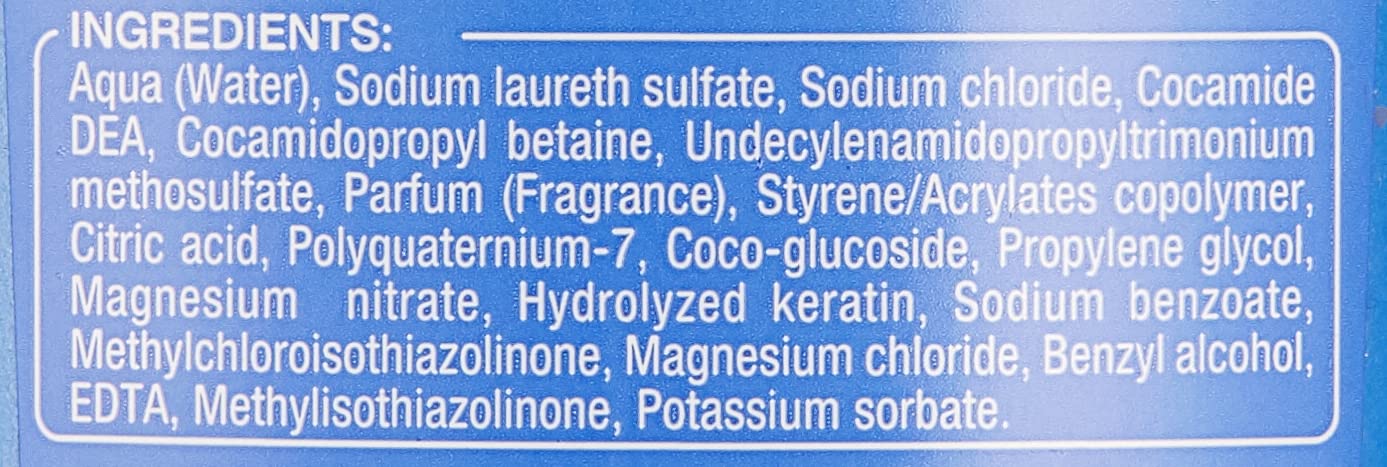 INGREDIENTS:
Aqua (Water), Sodium laureth sulfate, Sodium chloride, Cocamide
DEA, Cocamidopropyl betaine, Undecylenamidopropyltrimonium
methosulfate, Parfum (Fragrance), Styrene/Acrylates copolymer,
Citric acid, Polyquaternium-7, Coco-glucoside, Propylene glycol,
Magnesium nitrate, Hydrolyzed keratin, Sodium benzoate,
Methylchloroisothiazolinone, Magnesium chloride, Benzyl alcohol,
EDTA, Methylisothiazolinone, Potassium sorbate.